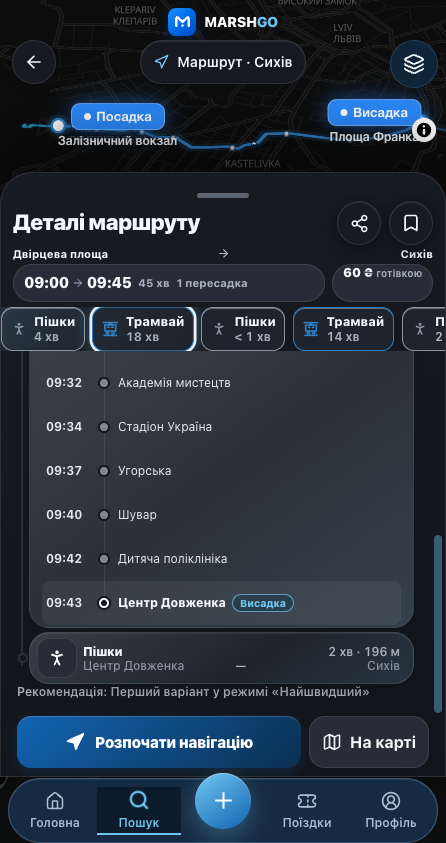 ВИСОКИЙ ЗАМОК
KLEPARIV
КЛЕПАРІВ
MARSHGO
LVIV
ЛЬВІВ
Маршрут · Сихів
Посадка
Висадка
Залізничний вокзал
Площа Франка
KASTELIVKA
Деталі маршруту
Двірцева площа → Сихів
09:00 → 09:45 45 хв 1 пересадка
60 ₴ готівкою
Пішки
4 хв
Трамвай
18 хв
Пішки
< 1 хв
Трамвай
14 хв
09:32 Академія мистецтв
09:34 Стадіон Україна
09:37 Угорська
09:40 Шувар
09:42 Дитяча поліклініка
09:43 Центр Довженка Висадка
Пішки 2 хв · 196 м
Центр Довженка — Сихів
Рекомендація: Перший варіант у режимі «Найшвидший»
Розпочати навігацію
На карті
Головна
Пошук
Поїздки
Профіль